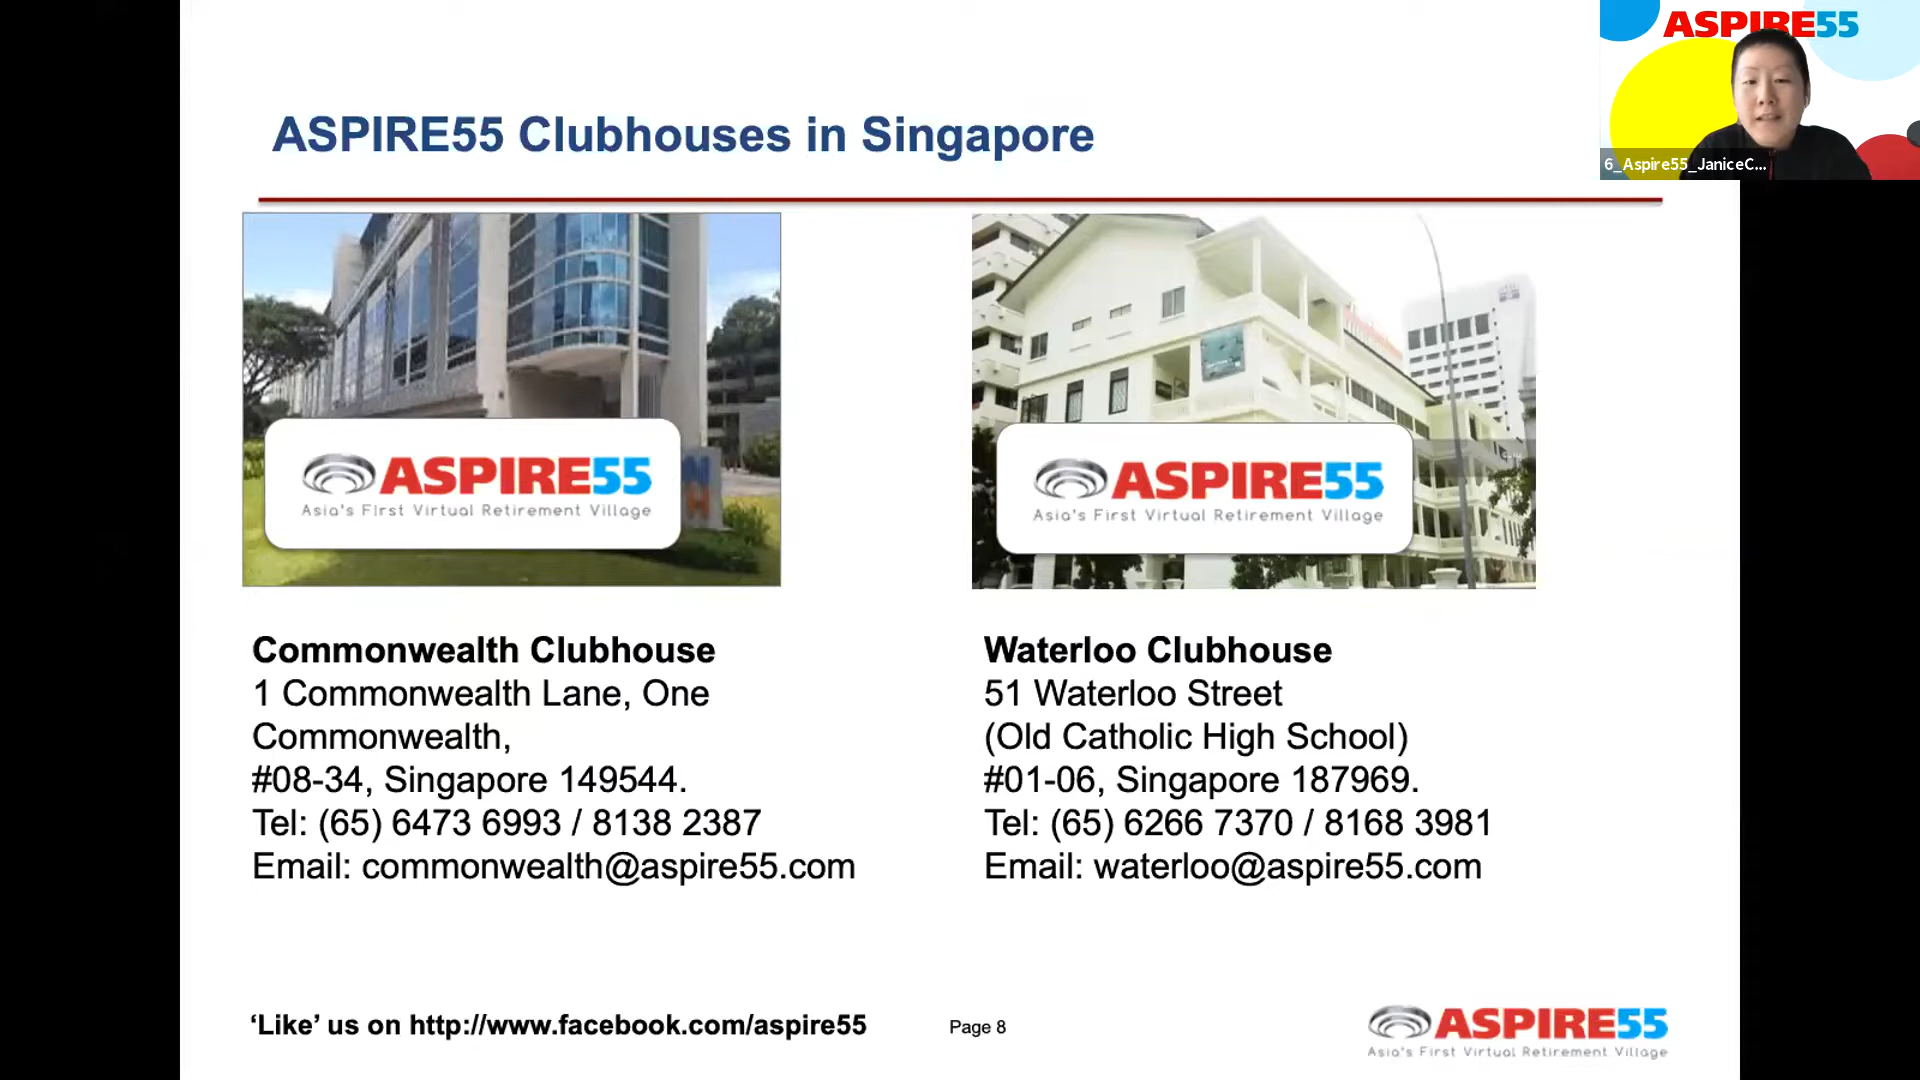 ASPIRE55
6_Aspire55_JaniceC...
ASPIRE55 Clubhouses in Singapore
ASPIRE55
Asia's First Virtual Retirement Village
ASPIRE55
Asia's First Virtual Retirement Village
Commonwealth Clubhouse
1 Commonwealth Lane, One
Commonwealth,
#08-34, Singapore 149544.
Tel: (65) 6473 6993 / 8138 2387
Email: commonwealth@aspire55.com
Waterloo Clubhouse
51 Waterloo Street
(Old Catholic High School)
#01-06, Singapore 187969.
Tel: (65) 6266 7370 / 8168 3981
Email: waterloo@aspire55.com
‘Like’ us on http://www.facebook.com/aspire55
Page 8
ASPIRE55
Asia's First Virtual Retirement Village